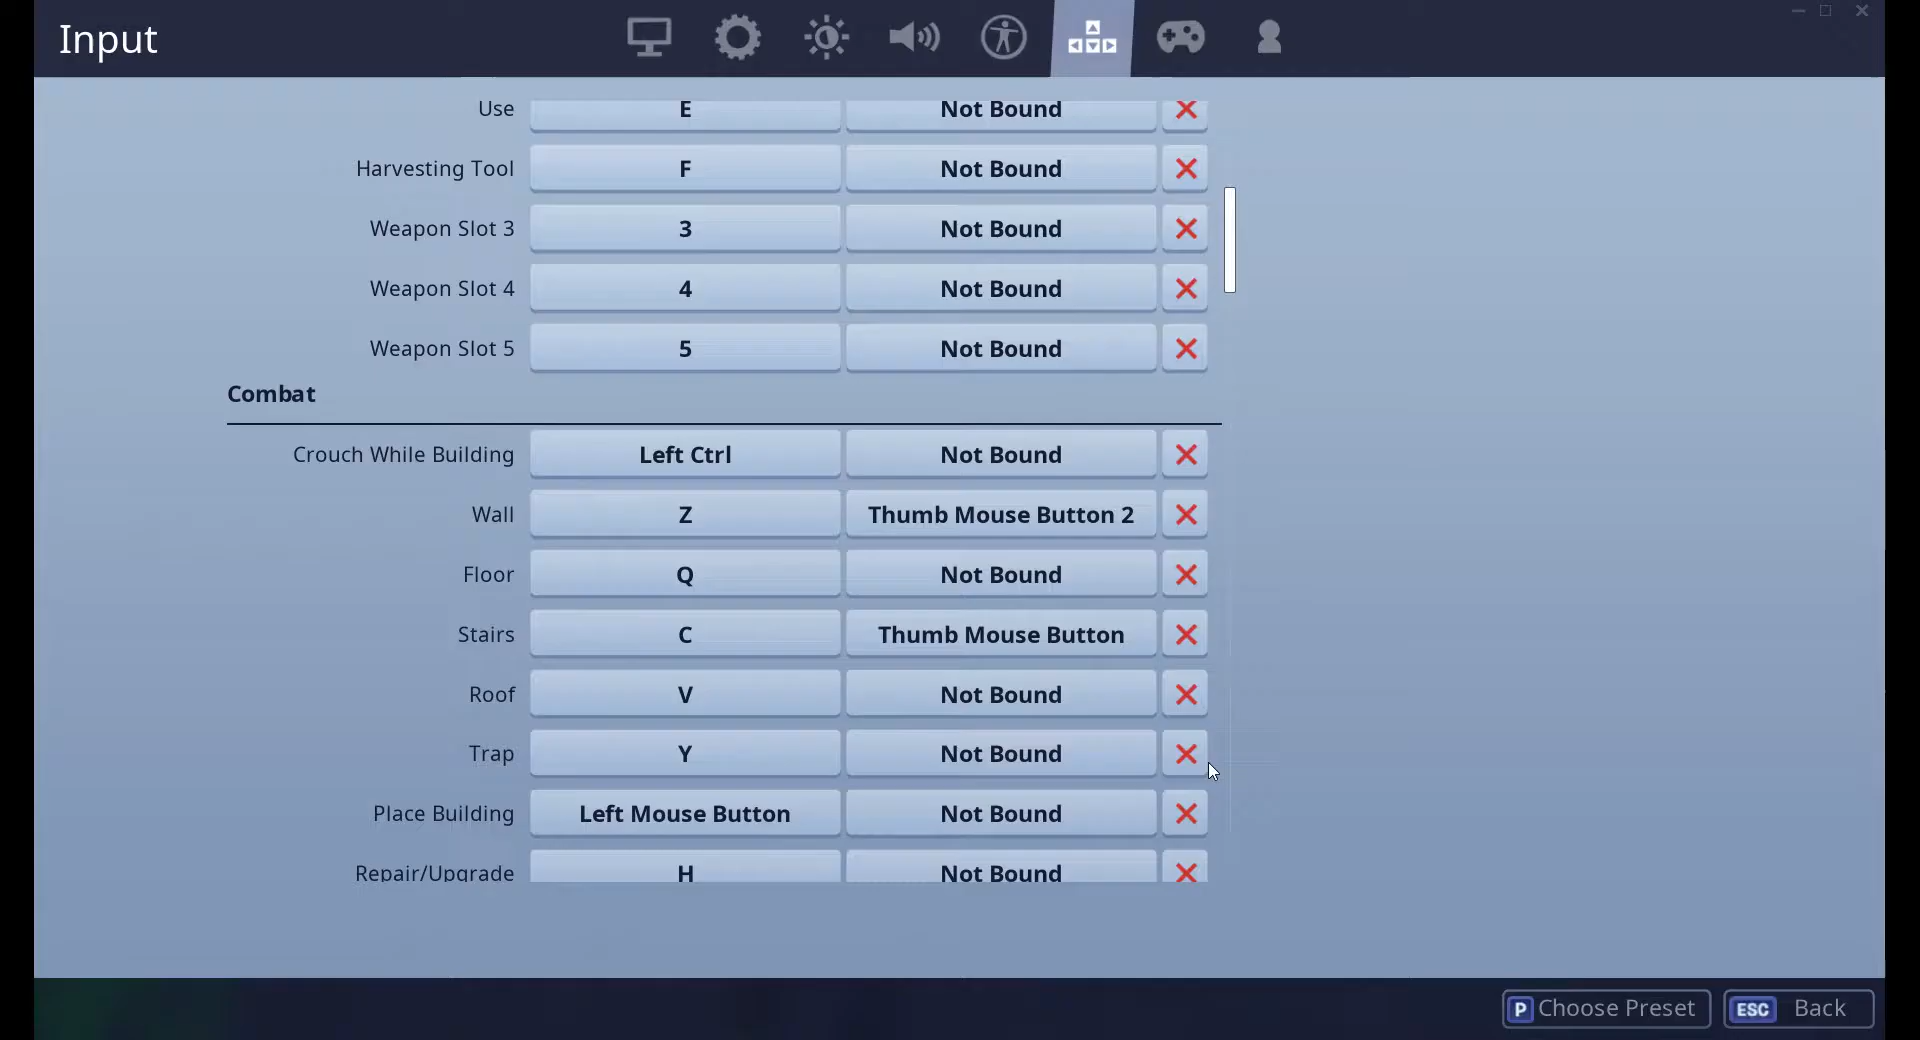 Input
Use E Not Bound
Harvesting Tool F Not Bound
Weapon Slot 3 3 Not Bound
Weapon Slot 4 4 Not Bound
Weapon Slot 5 5 Not Bound
Combat
Crouch While Building Left Ctrl Not Bound
Wall Z Thumb Mouse Button 2
Floor Q Not Bound
Stairs C Thumb Mouse Button
Roof V Not Bound
Trap Y Not Bound
Place Building Left Mouse Button Not Bound
Repair/Upgrade H Not Bound
P Choose Preset ESC Back